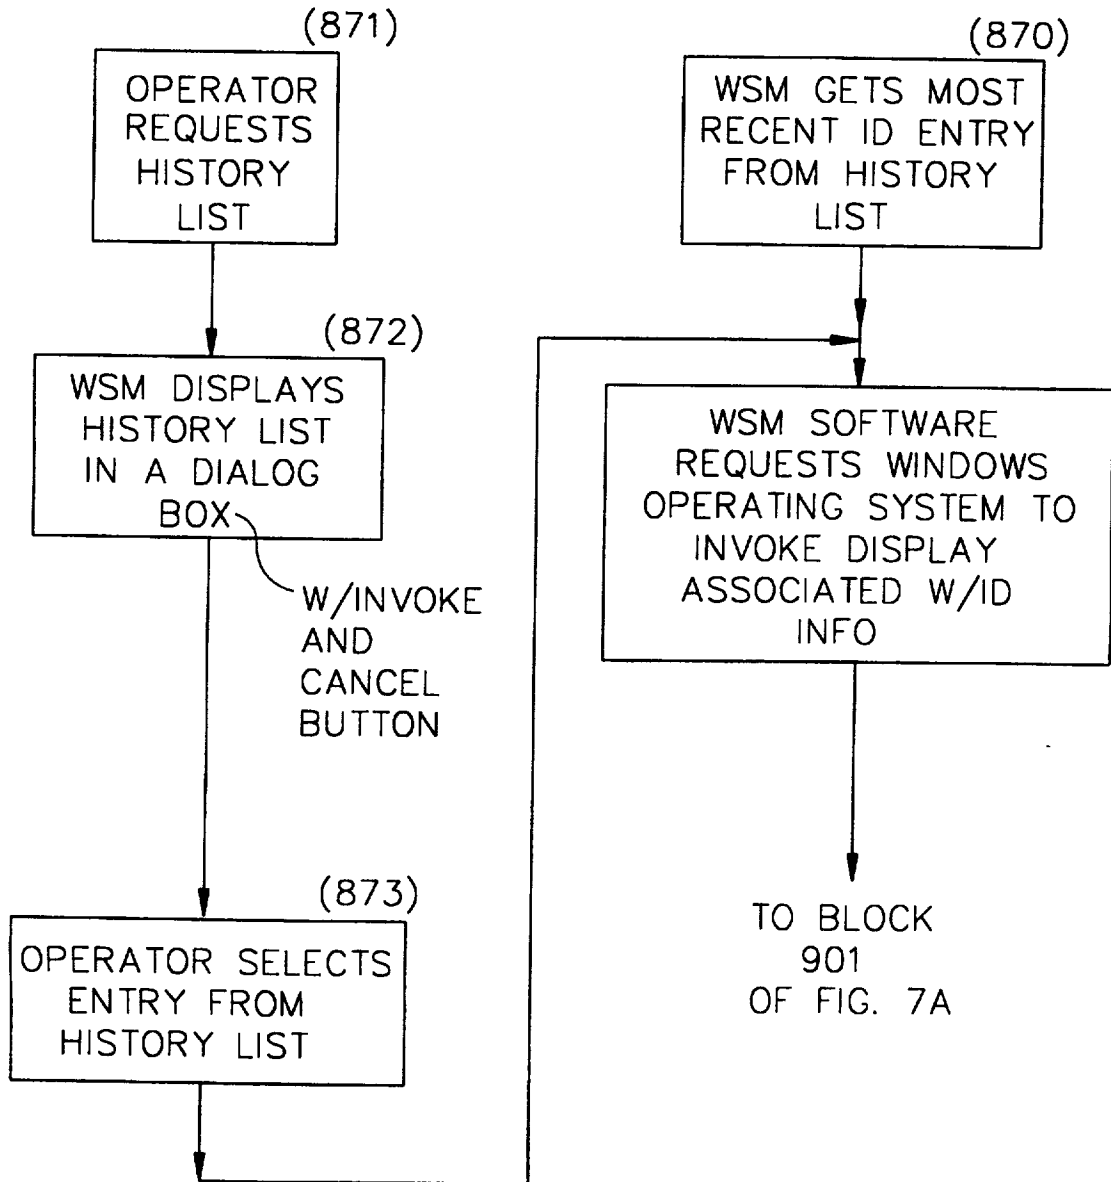 (871)
OPERATOR
REQUESTS
HISTORY
LIST
(872)
WSM DISPLAYS
HISTORY LIST
IN A DIALOG
BOX
W/INVOKE
AND
CANCEL
BUTTON
(873)
OPERATOR SELECTS
ENTRY FROM
HISTORY LIST
(870)
WSM GETS MOST
RECENT ID ENTRY
FROM HISTORY
LIST
WSM SOFTWARE
REQUESTS WINDOWS
OPERATING SYSTEM TO
INVOKE DISPLAY
ASSOCIATED W/ID
INFO
TO BLOCK
901
OF FIG. 7A